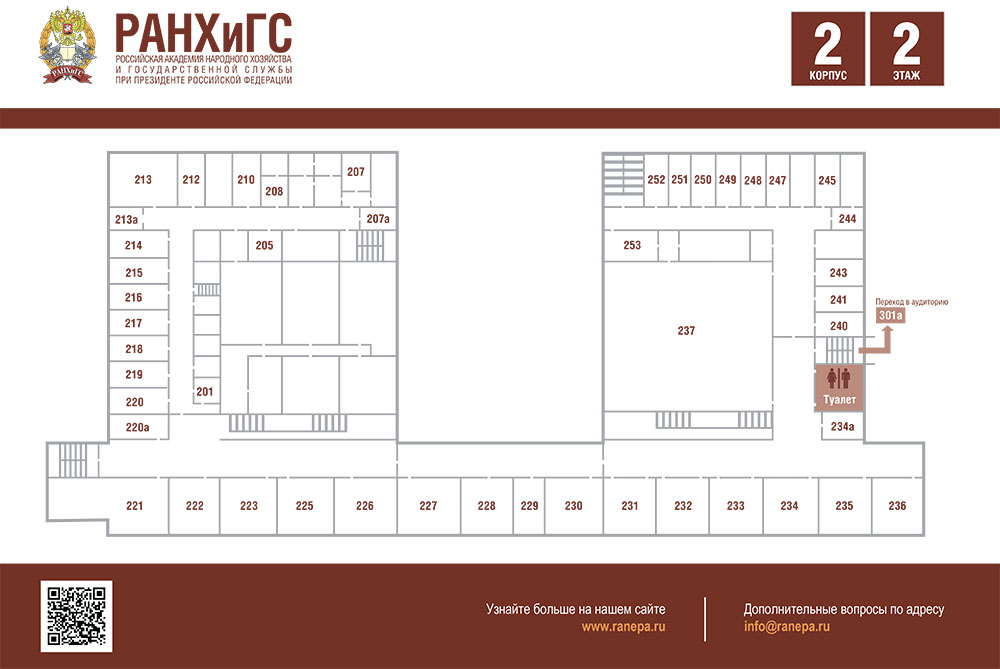 РАНХиГС
РОССИЙСКАЯ АКАДЕМИЯ НАРОДНОГО ХОЗЯЙСТВА
И ГОСУДАРСТВЕННОЙ СЛУЖБЫ
ПРИ ПРЕЗИДЕНТЕ РОССИЙСКОЙ ФЕДЕРАЦИИ
РАНХиГС
2
КОРПУС
2
ЭТАЖ
213
212
210
208
207
252
251
250
249
248
247
245
213а
207а
244
214
205
253
215
243
216
241
Переход в аудиторию
301а
217
237
240
218
219
220
201
Туалет
220а
234а
221
222
223
225
226
227
228
229
230
231
232
233
234
235
236
Узнайте больше на нашем сайте
www.ranepa.ru
Дополнительные вопросы по адресу
info@ranepa.ru